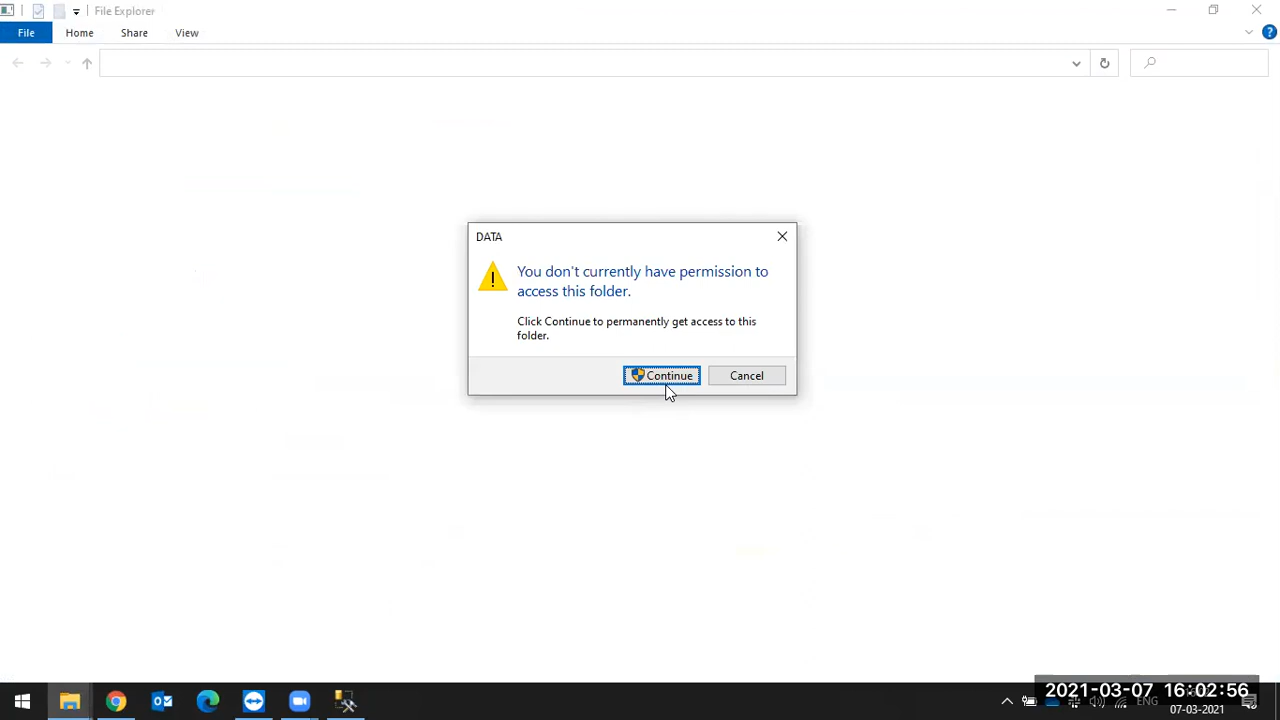 File Explorer
File Home Share View
DATA
You don't currently have permission to
access this folder.
Click Continue to permanently get access to this
folder.
Continue Cancel
2021-03-07 16:02:56
ENG
07-03-2021